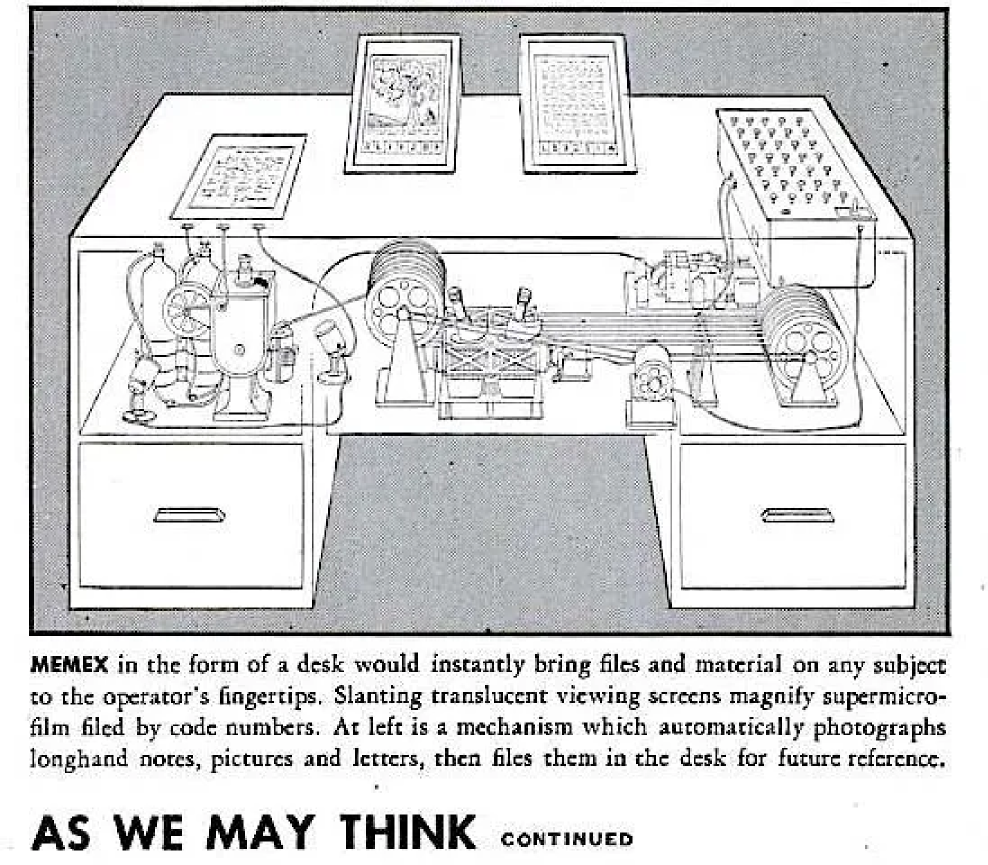 MEMEX in the form of a desk would instantly bring files and material on any subject
to the operator's fingertips. Slanting translucent viewing screens magnify supermicro-
film filed by code numbers. At left is a mechanism which automatically photographs
longhand notes, pictures and letters, then files them in the desk for future reference.
AS WE MAY THINK CONTINUED